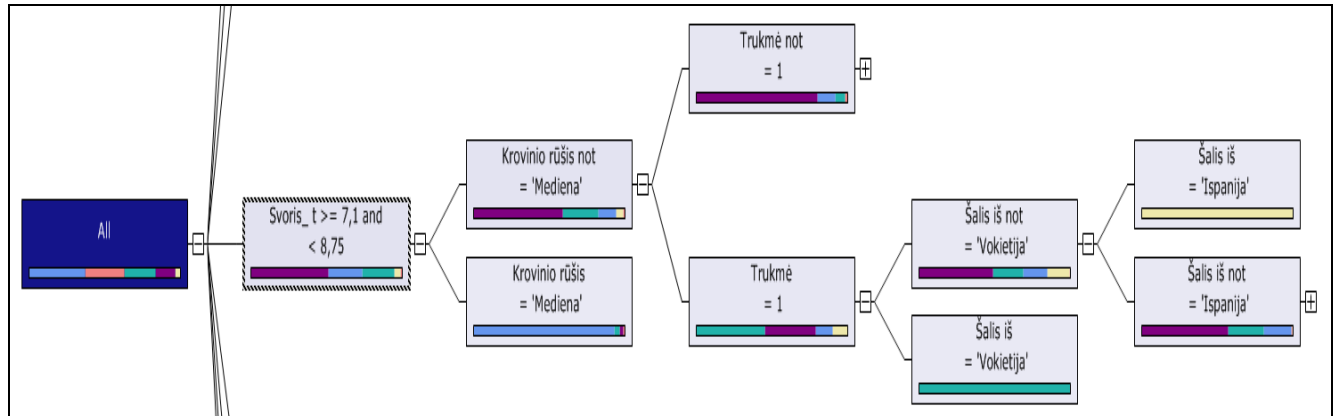 All
Svoris_ t >= 7,1 and
< 8,75
Krovinio rūšis not
= 'Mediena'
Krovinio rūšis
= 'Mediena'
Trukmė not
= 1
Trukmė
= 1
Šalis iš not
= 'Vokietija'
Šalis iš
= 'Vokietija'
Šalis iš
= 'Ispanija'
Šalis iš not
= 'Ispanija'